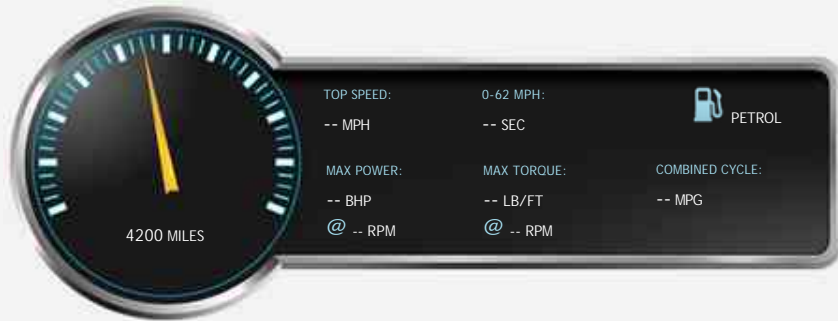 TOP SPEED:
-- MPH
0-62 MPH:
-- SEC
PETROL
MAX POWER:
-- BHP
@ -- RPM
MAX TORQUE:
-- LB/FT
@ -- RPM
COMBINED CYCLE:
-- MPG
4200 MILES